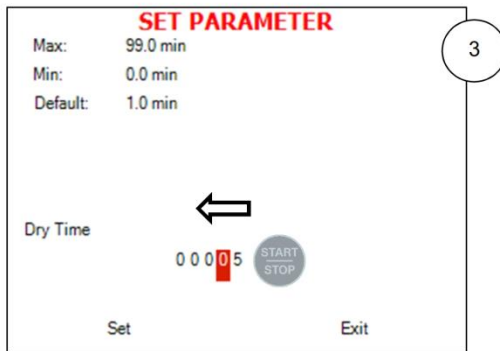 SET PARAMETER
3
Max: 99.0 min
Min: 0.0 min
Default: 1.0 min
Dry Time
0 0 0 0 5 START STOP
Set Exit